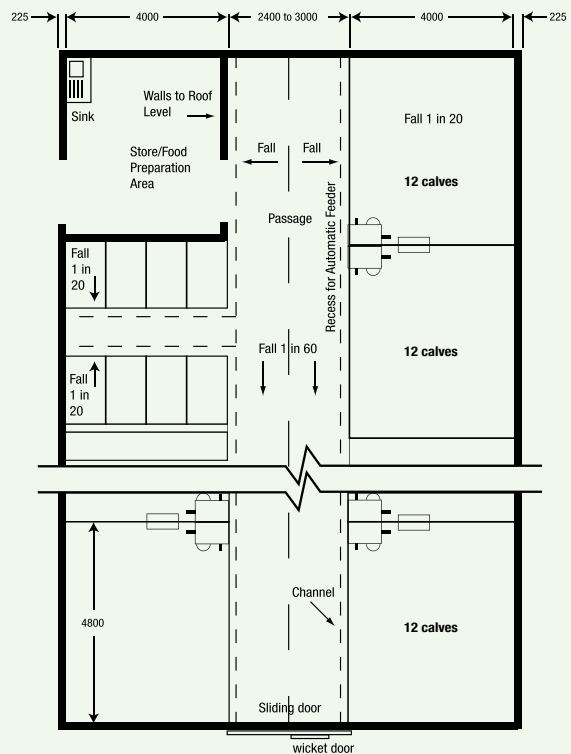 225
4000
2400 to 3000
4000
225
Sink
Walls to Roof
Level
Store/Food
Preparation
Area
Fall
Fall
Passage
Recess for Automatic Feeder
Fall 1 in 20
12 calves
Fall
1 in
20
Fall 1 in 60
12 calves
Fall
1 in
20
4800
Channel
12 calves
Sliding door
wicket door